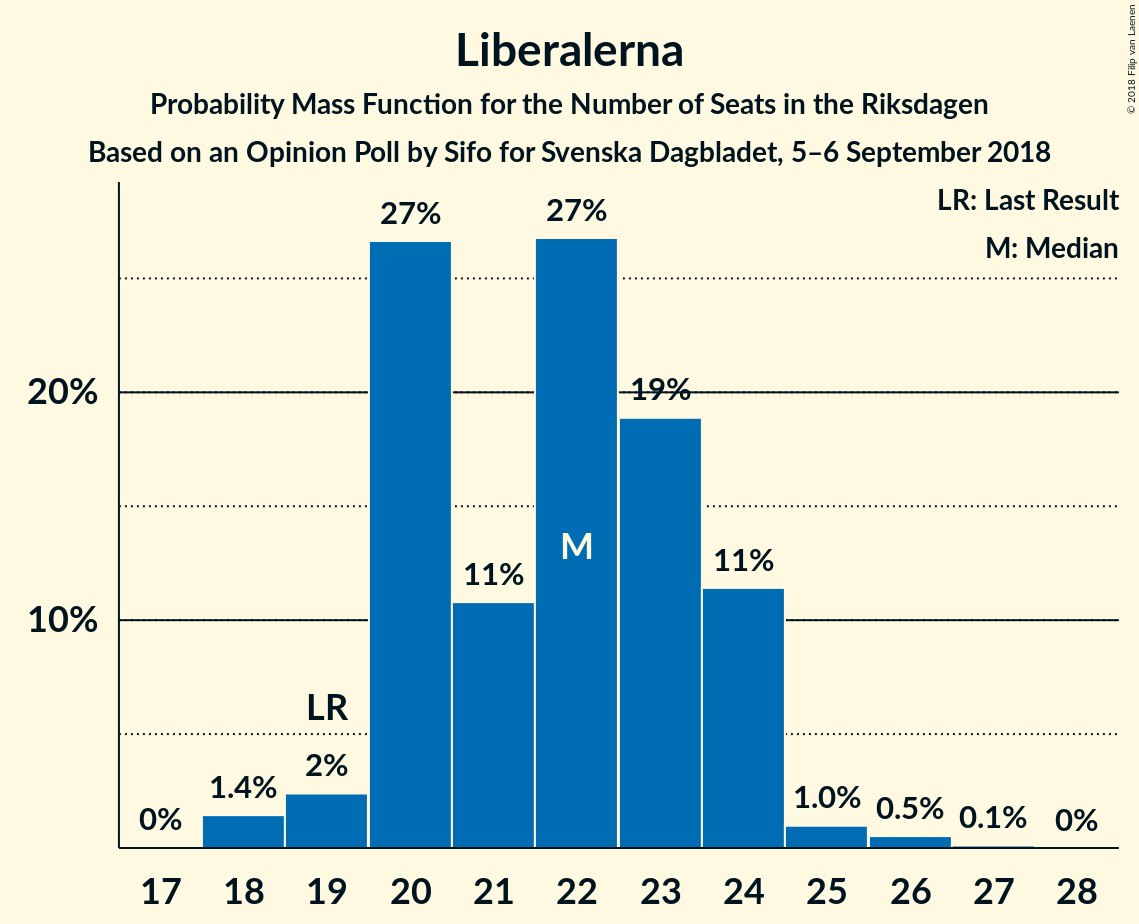 Liberalerna
Probability Mass Function for the Number of Seats in the Riksdagen
Based on an Opinion Poll by Sifo for Svenska Dagbladet, 5–6 September 2018
© 2018 Filip van Laenen
LR: Last Result
M: Median
20%
10%
0%
1.4%
LR
2%
27%
11%
27%
M
19%
11%
1.0%
0.5%
0.1%
0%
17 18 19 20 21 22 23 24 25 26 27 28